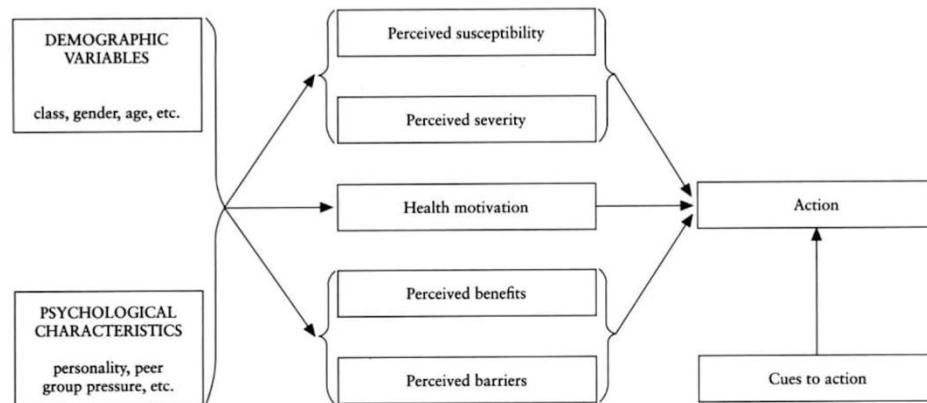 DEMOGRAPHIC
VARIABLES
class, gender, age, etc.
PSYCHOLOGICAL
CHARACTERISTICS
personality, peer
group pressure, etc.
Perceived susceptibility
Perceived severity
Health motivation
Perceived benefits
Perceived barriers
Action
Cues to action